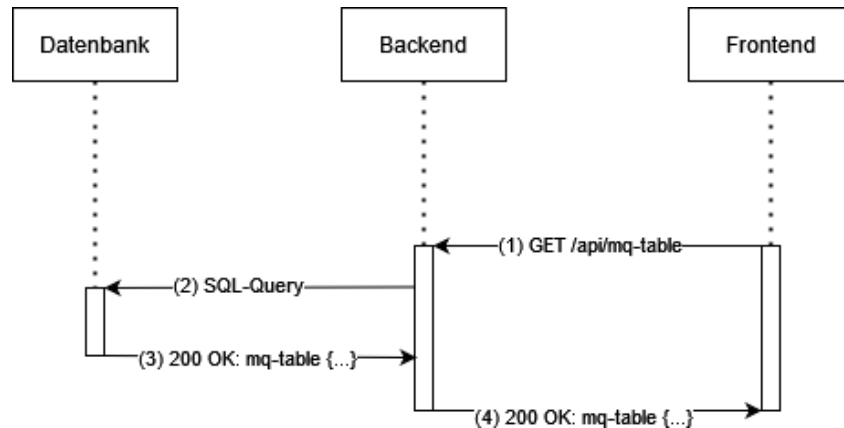 Datenbank
Backend
Frontend
(1) GET /api/mq-table
(2) SQL-Query
(3) 200 OK: mq-table {...}
(4) 200 OK: mq-table {...}